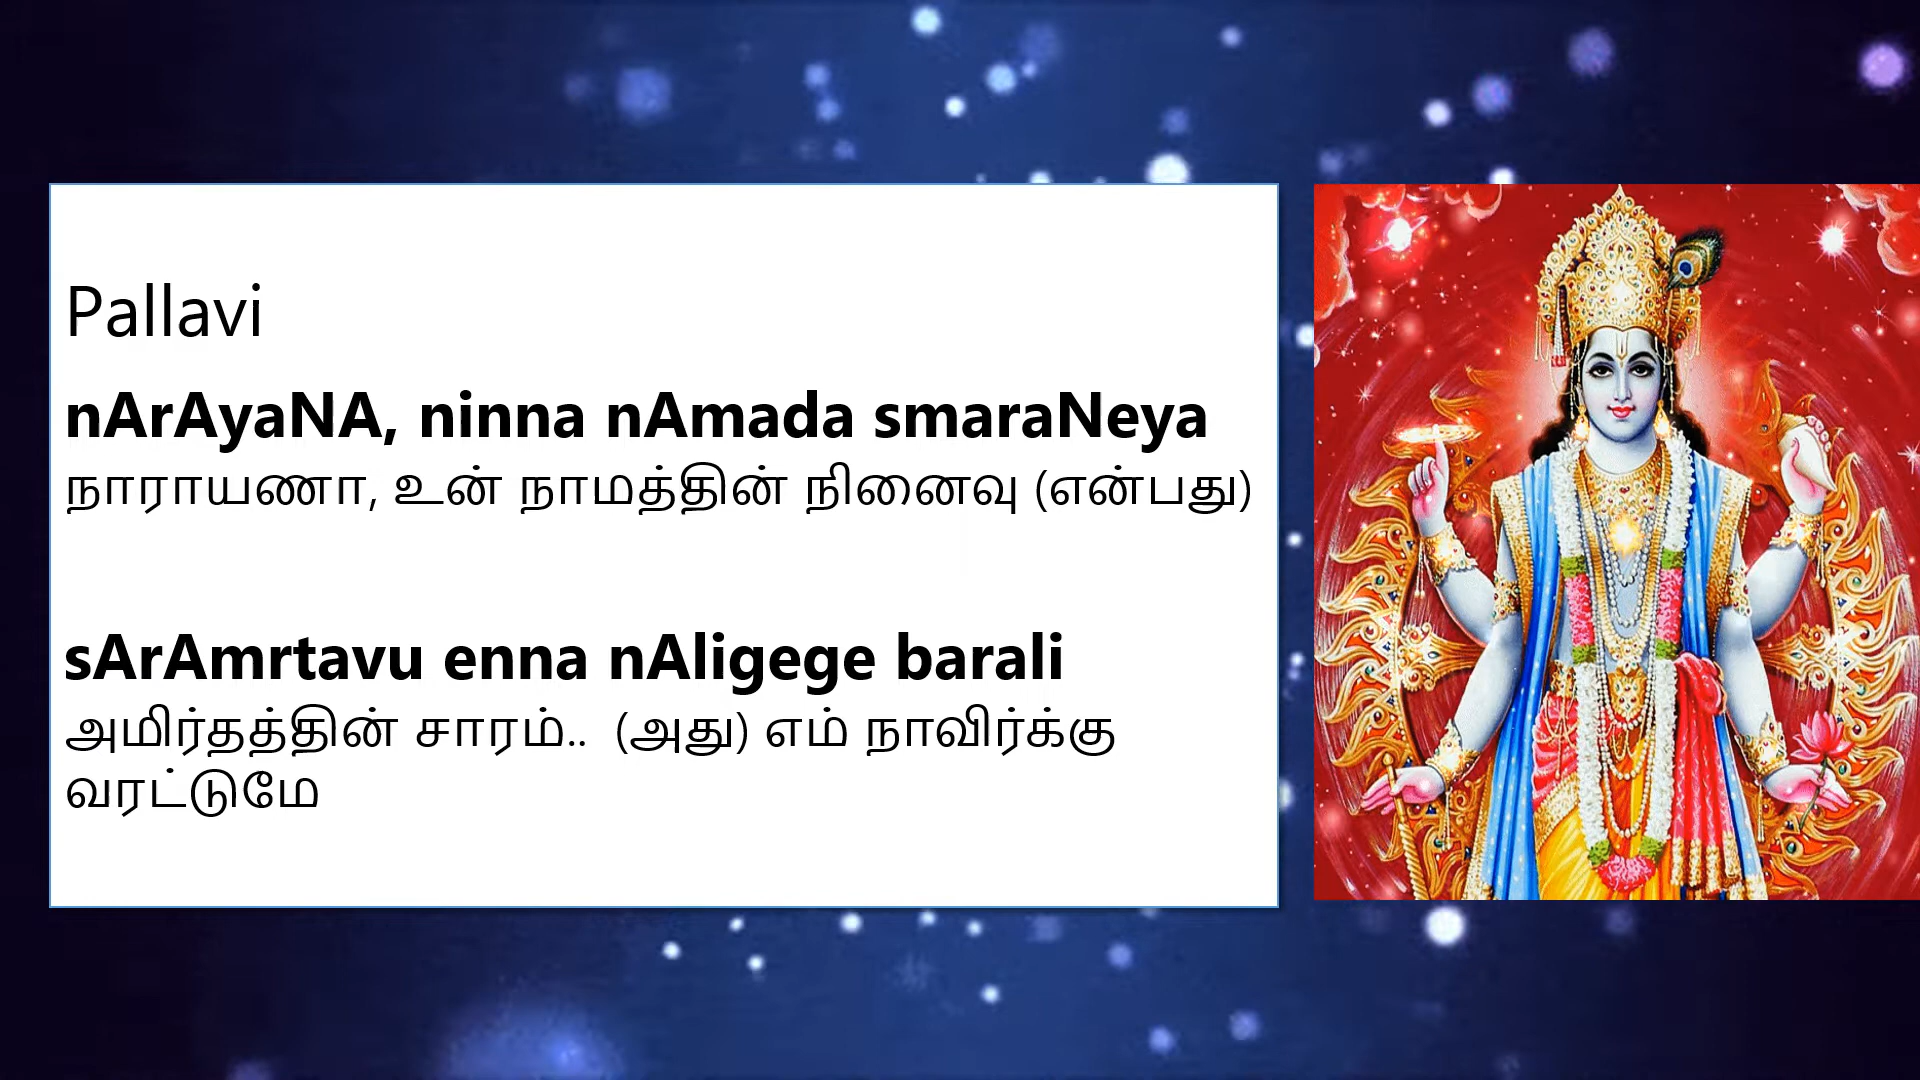 Pallavi
nArAyaNA, ninna nAmada smaraNeya
நாராயணா, உன் நாமத்தின் நினைவு (என்பது)
sArAmrtavu enna nAligege barali
அமிர்தத்தின் சாரம்.. (அது) எம் நாவிர்க்கு
வரட்டுமே